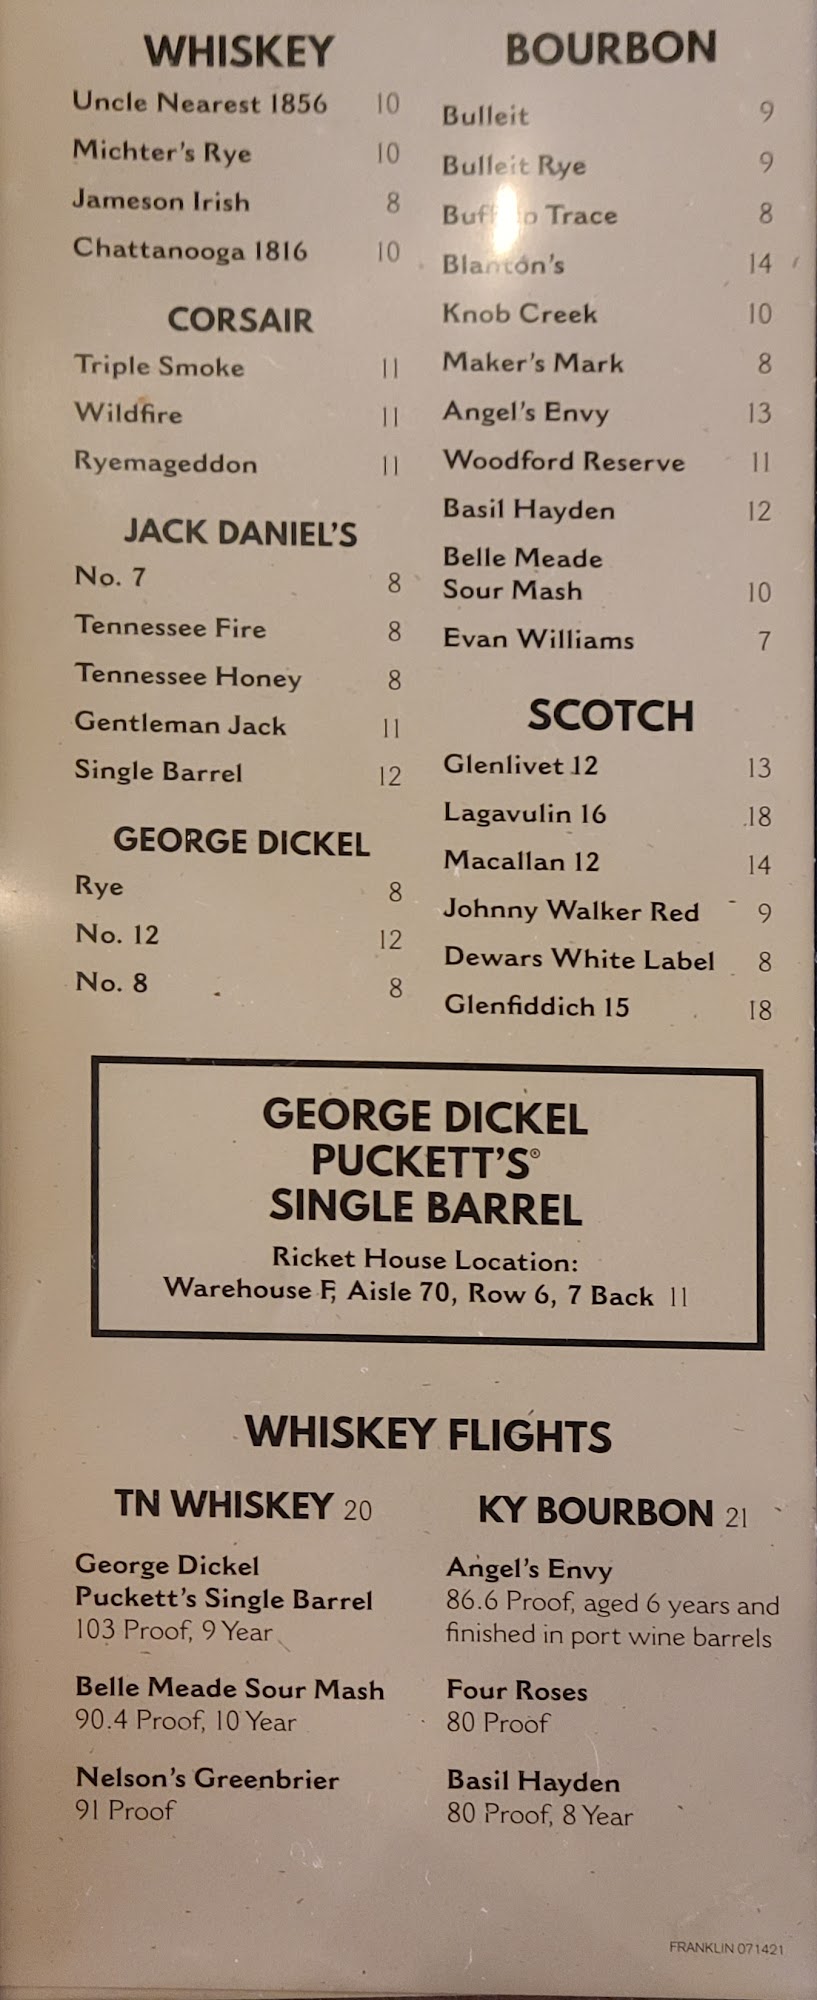 WHISKEY
Uncle Nearest 1856 10
Michter's Rye 10
Jameson Irish 8
Chattanooga 1816 10
CORSAIR
Triple Smoke 11
Wildfire 11
Ryemageddon 11
JACK DANIEL'S
No. 7 8
Tennessee Fire 8
Tennessee Honey 8
Gentleman Jack 11
Single Barrel 12
GEORGE DICKEL
Rye 8
No. 12 12
No. 8 8
BOURBON
Bulleit 9
Bulleit Rye 9
Buffalo Trace 8
Blanton's 14
Knob Creek 10
Maker's Mark 8
Angel's Envy 13
Woodford Reserve 11
Basil Hayden 12
Belle Meade
Sour Mash 10
Evan Williams 7
SCOTCH
Glenlivet 12 13
Lagavulin 16 18
Macallan 12 14
Johnny Walker Red 9
Dewars White Label 8
Glenfiddich 15 18
GEORGE DICKEL
PUCKETT'S®
SINGLE BARREL
Ricket House Location:
Warehouse F, Aisle 70, Row 6, 7 Back 11
WHISKEY FLIGHTS
TN WHISKEY 20
George Dickel
Puckett's Single Barrel
103 Proof, 9 Year
Belle Meade Sour Mash
90.4 Proof, 10 Year
Nelson's Greenbrier
91 Proof
KY BOURBON 21
Angel's Envy
86.6 Proof, aged 6 years and
finished in port wine barrels
Four Roses
80 Proof
Basil Hayden
80 Proof, 8 Year
FRANKLIN 071421